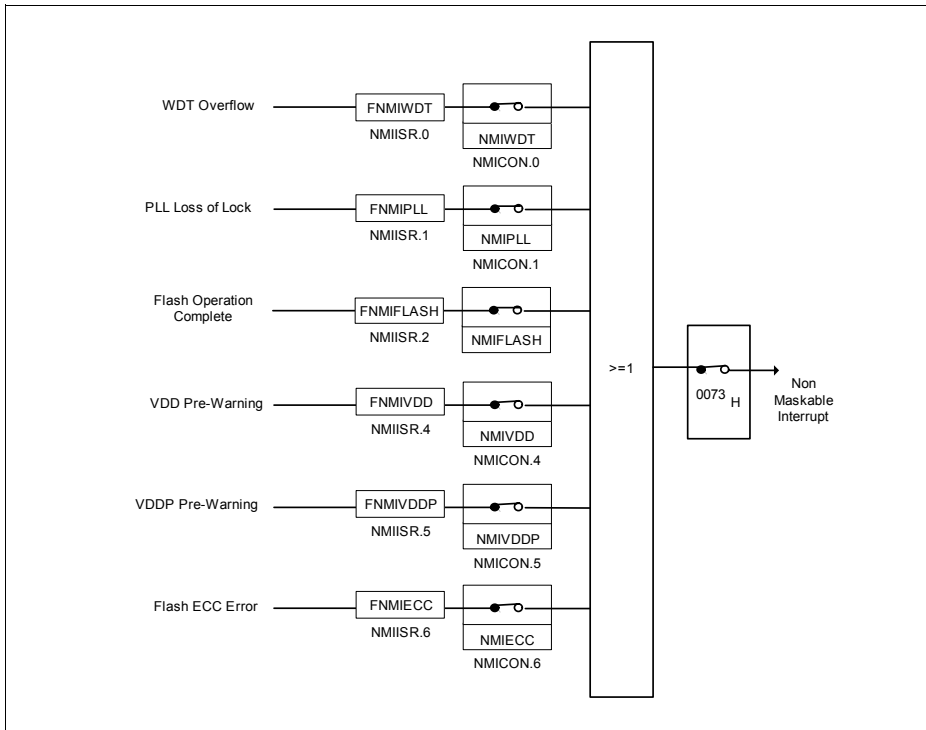 WDT Overflow
FNMIWDT
NMIISR.0
NMIWDT
NMICON.0
PLL Loss of Lock
FNMIPLL
NMIISR.1
NMIPLL
NMICON.1
Flash Operation
Complete
FNMIFLASH
NMIISR.2
NMIFLASH
VDD Pre-Warning
FNMIVDD
NMIISR.4
NMIVDD
NMICON.4
VDDP Pre-Warning
FNMIVDDP
NMIISR.5
NMIVDDP
NMICON.5
Flash ECC Error
FNMIECC
NMIISR.6
NMIECC
NMICON.6
>=1
0073 H
Non
Maskable
Interrupt